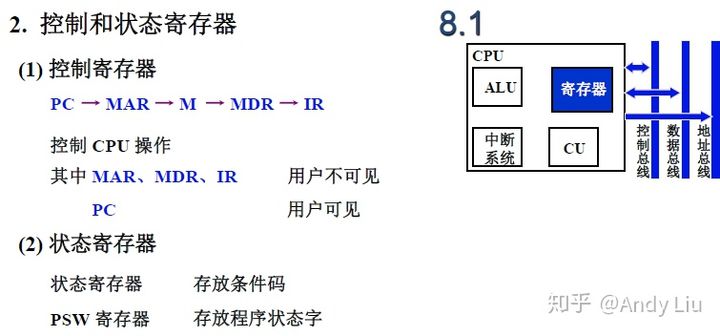 2. 控制和状态寄存器
8.1
(1) 控制寄存器
PC → MAR → M → MDR → IR
控制 CPU 操作
其中 MAR、MDR、IR 用户不可见
PC 用户可见
(2) 状态寄存器
状态寄存器 存放条件码
PSW 寄存器 存放程序状态字
CPU
ALU
寄存器
中断
系统
CU
控制总线
数据总线
地址总线
知乎 @Andy Liu